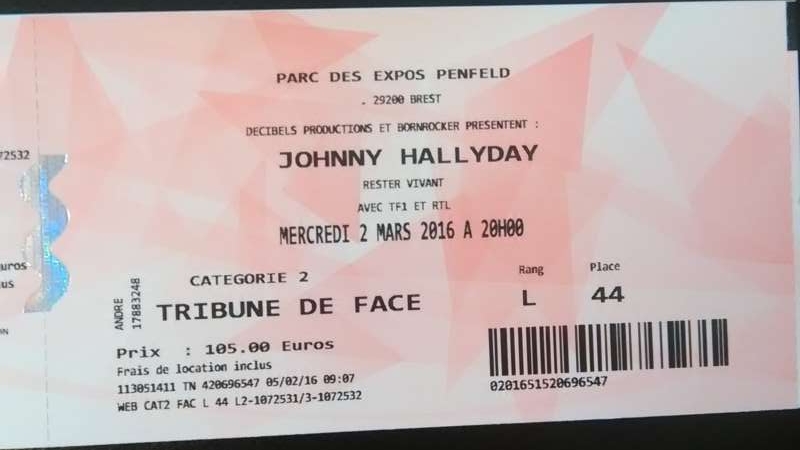 PARC DES EXPOS PENFELD
. 29200 BREST
DECIBELS PRODUCTIONS ET BORNROCKER PRESENTENT :
JOHNNY HALLYDAY
RESTER VIVANT
AVEC TF1 ET RTL
MERCREDI 2 MARS 2016 A 20H00
72532
uros
us
ON
ANDRE
17883248
CATEGORIE 2
TRIBUNE DE FACE
Rang Place
L 44
Prix : 105.00 Euros
Frais de location inclus
113051411 TN 420696547 05/02/16 09:07
WEB CAT2 FAC L 44 L2-1072531/3-1072532
0201651520696547